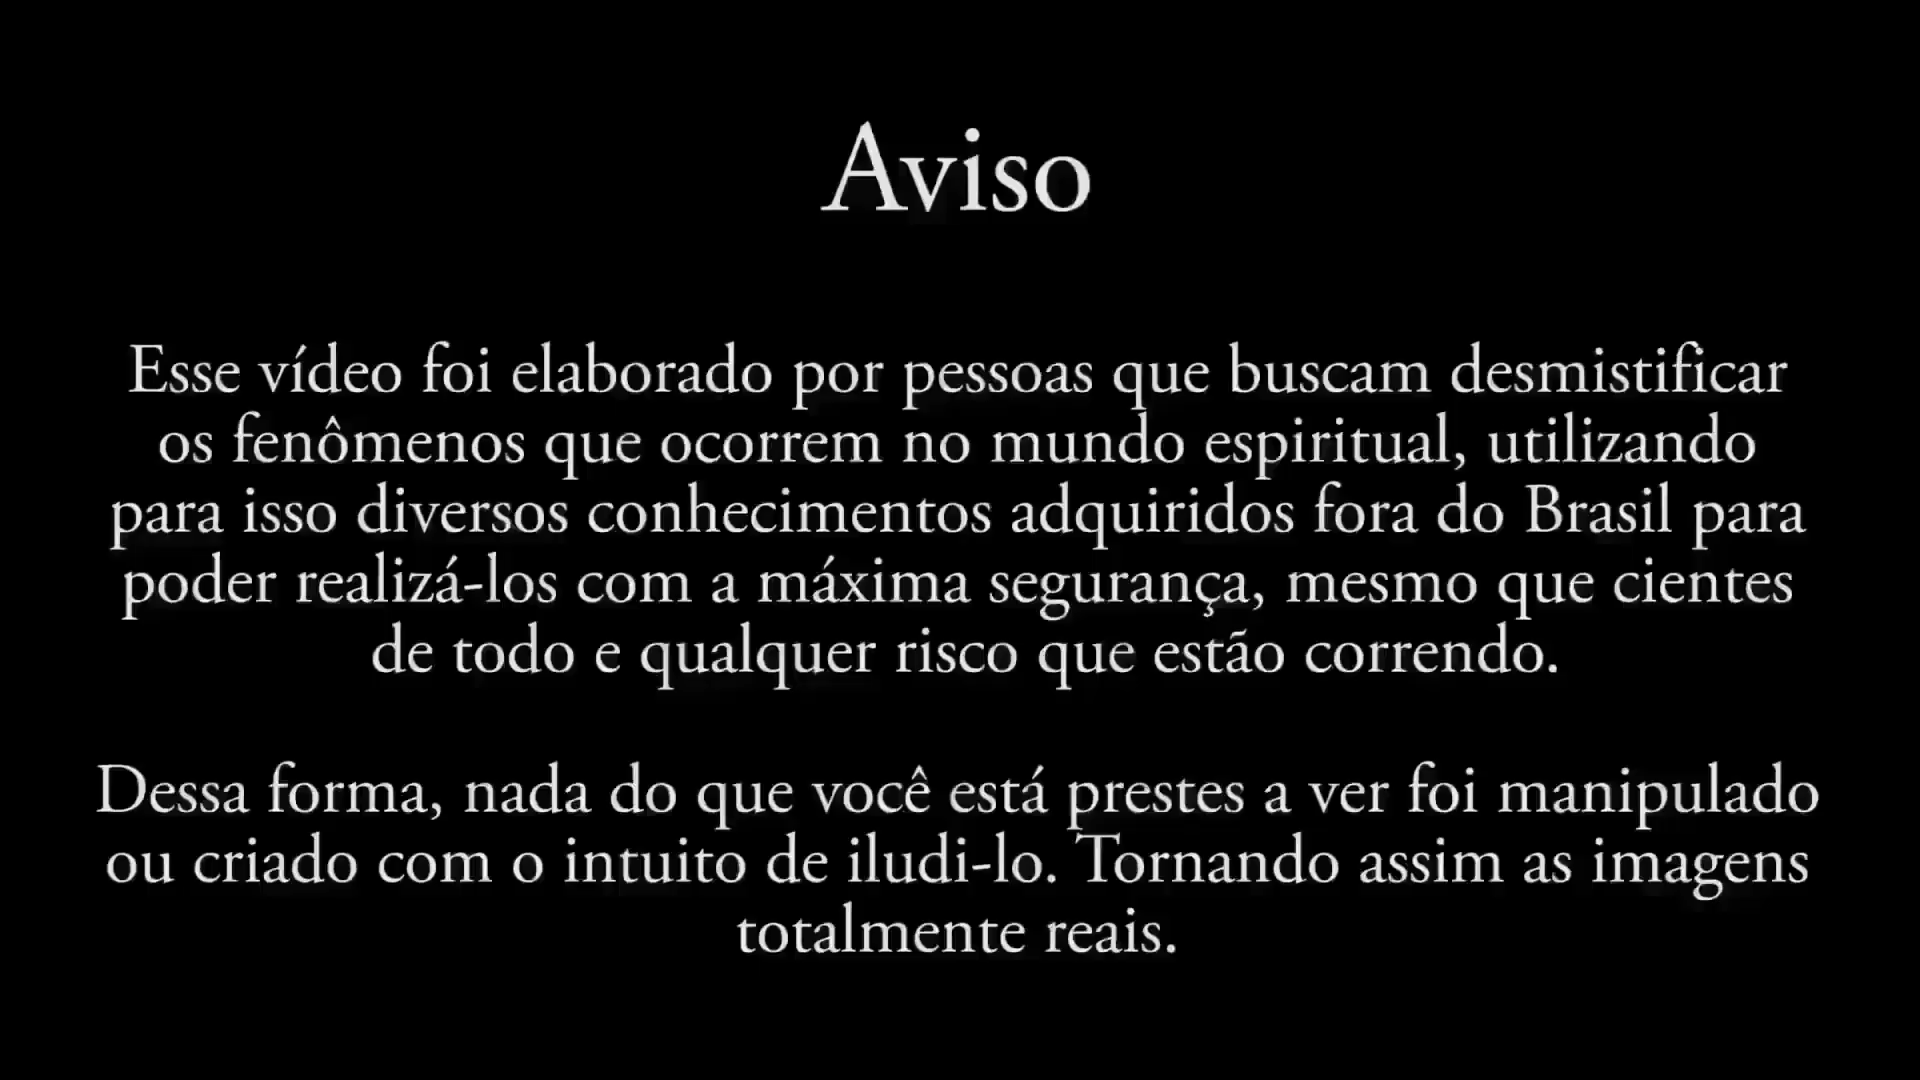 Aviso
Esse vídeo foi elaborado por pessoas que buscam desmistificar
os fenômenos que ocorrem no mundo espiritual, utilizando
para isso diversos conhecimentos adquiridos fora do Brasil para
poder realizá-los com a máxima segurança, mesmo que cientes
de todo e qualquer risco que estão correndo.
Dessa forma, nada do que você está prestes a ver foi manipulado
ou criado com o intuito de iludi-lo. Tornando assim as imagens
totalmente reais.